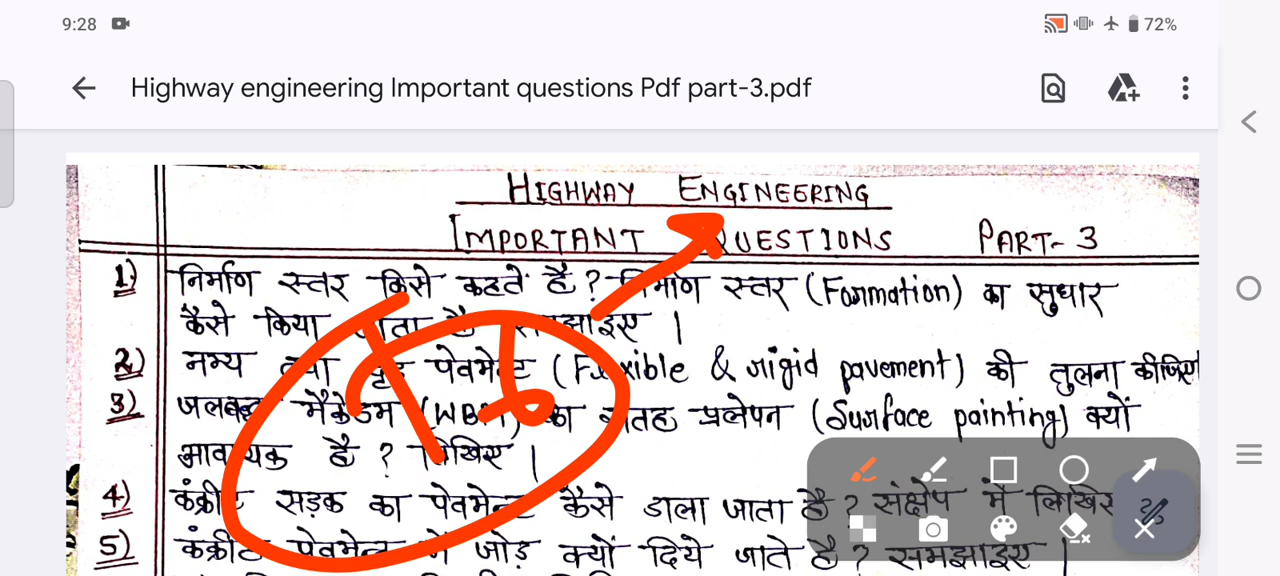 9:28
72%
Highway engineering Important questions Pdf part-3.pdf
HIGHWAY ENGINEERING
IMPORTANT QUESTIONS PART-3
1) निर्माण स्तर किसे कहते है? निर्माण स्तर (Formation) का सुधार
कैसे किया जाता है समझाइए |
2) नम्य तथा दृढ़ पेवमेन्ट (Flexible & rigid pavement) की तुलना कीजिए
3) जलबद्ध मैकेडम (WBM) का सतह प्रलेपन (Surface painting) क्यों
आवश्यक है ? लिखिए |
4) कंक्रीट सड़क का पेवमेन्ट कैसे डाला जाता है ? संक्षेप में लिखिए
5) कंक्रीट पेवमेन्ट में जोड़ क्यों दिये जाते है ? समझाइए |